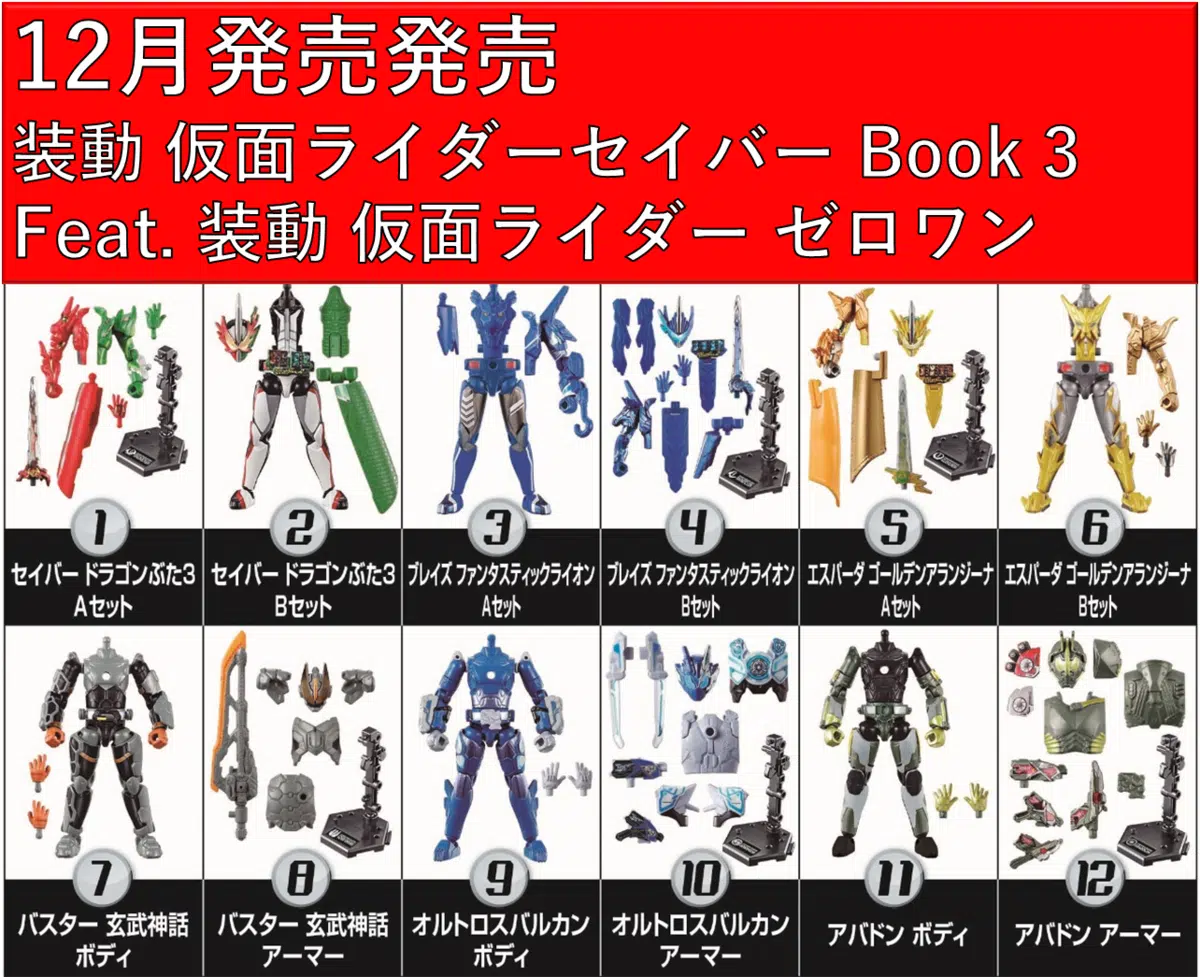 12月発売発売
装動 仮面ライダーセイバー Book 3
Feat. 装動 仮面ライダー ゼロワン
1
セイバー ドラゴンぶた3
Aセット
2
セイバー ドラゴンぶた3
Bセット
3
ブレイズ ファンタスティックライオン
Aセット
4
ブレイズ ファンタスティックライオン
Bセット
5
エスパーダ ゴールデンアランジーナ
Aセット
6
エスパーダ ゴールデンアランジーナ
Bセット
7
バスター 玄武神話
ボディ
8
バスター 玄武神話
アーマー
9
オルトロスバルカン
ボディ
10
オルトロスバルカン
アーマー
11
アバドン ボディ
12
アバドン アーマー